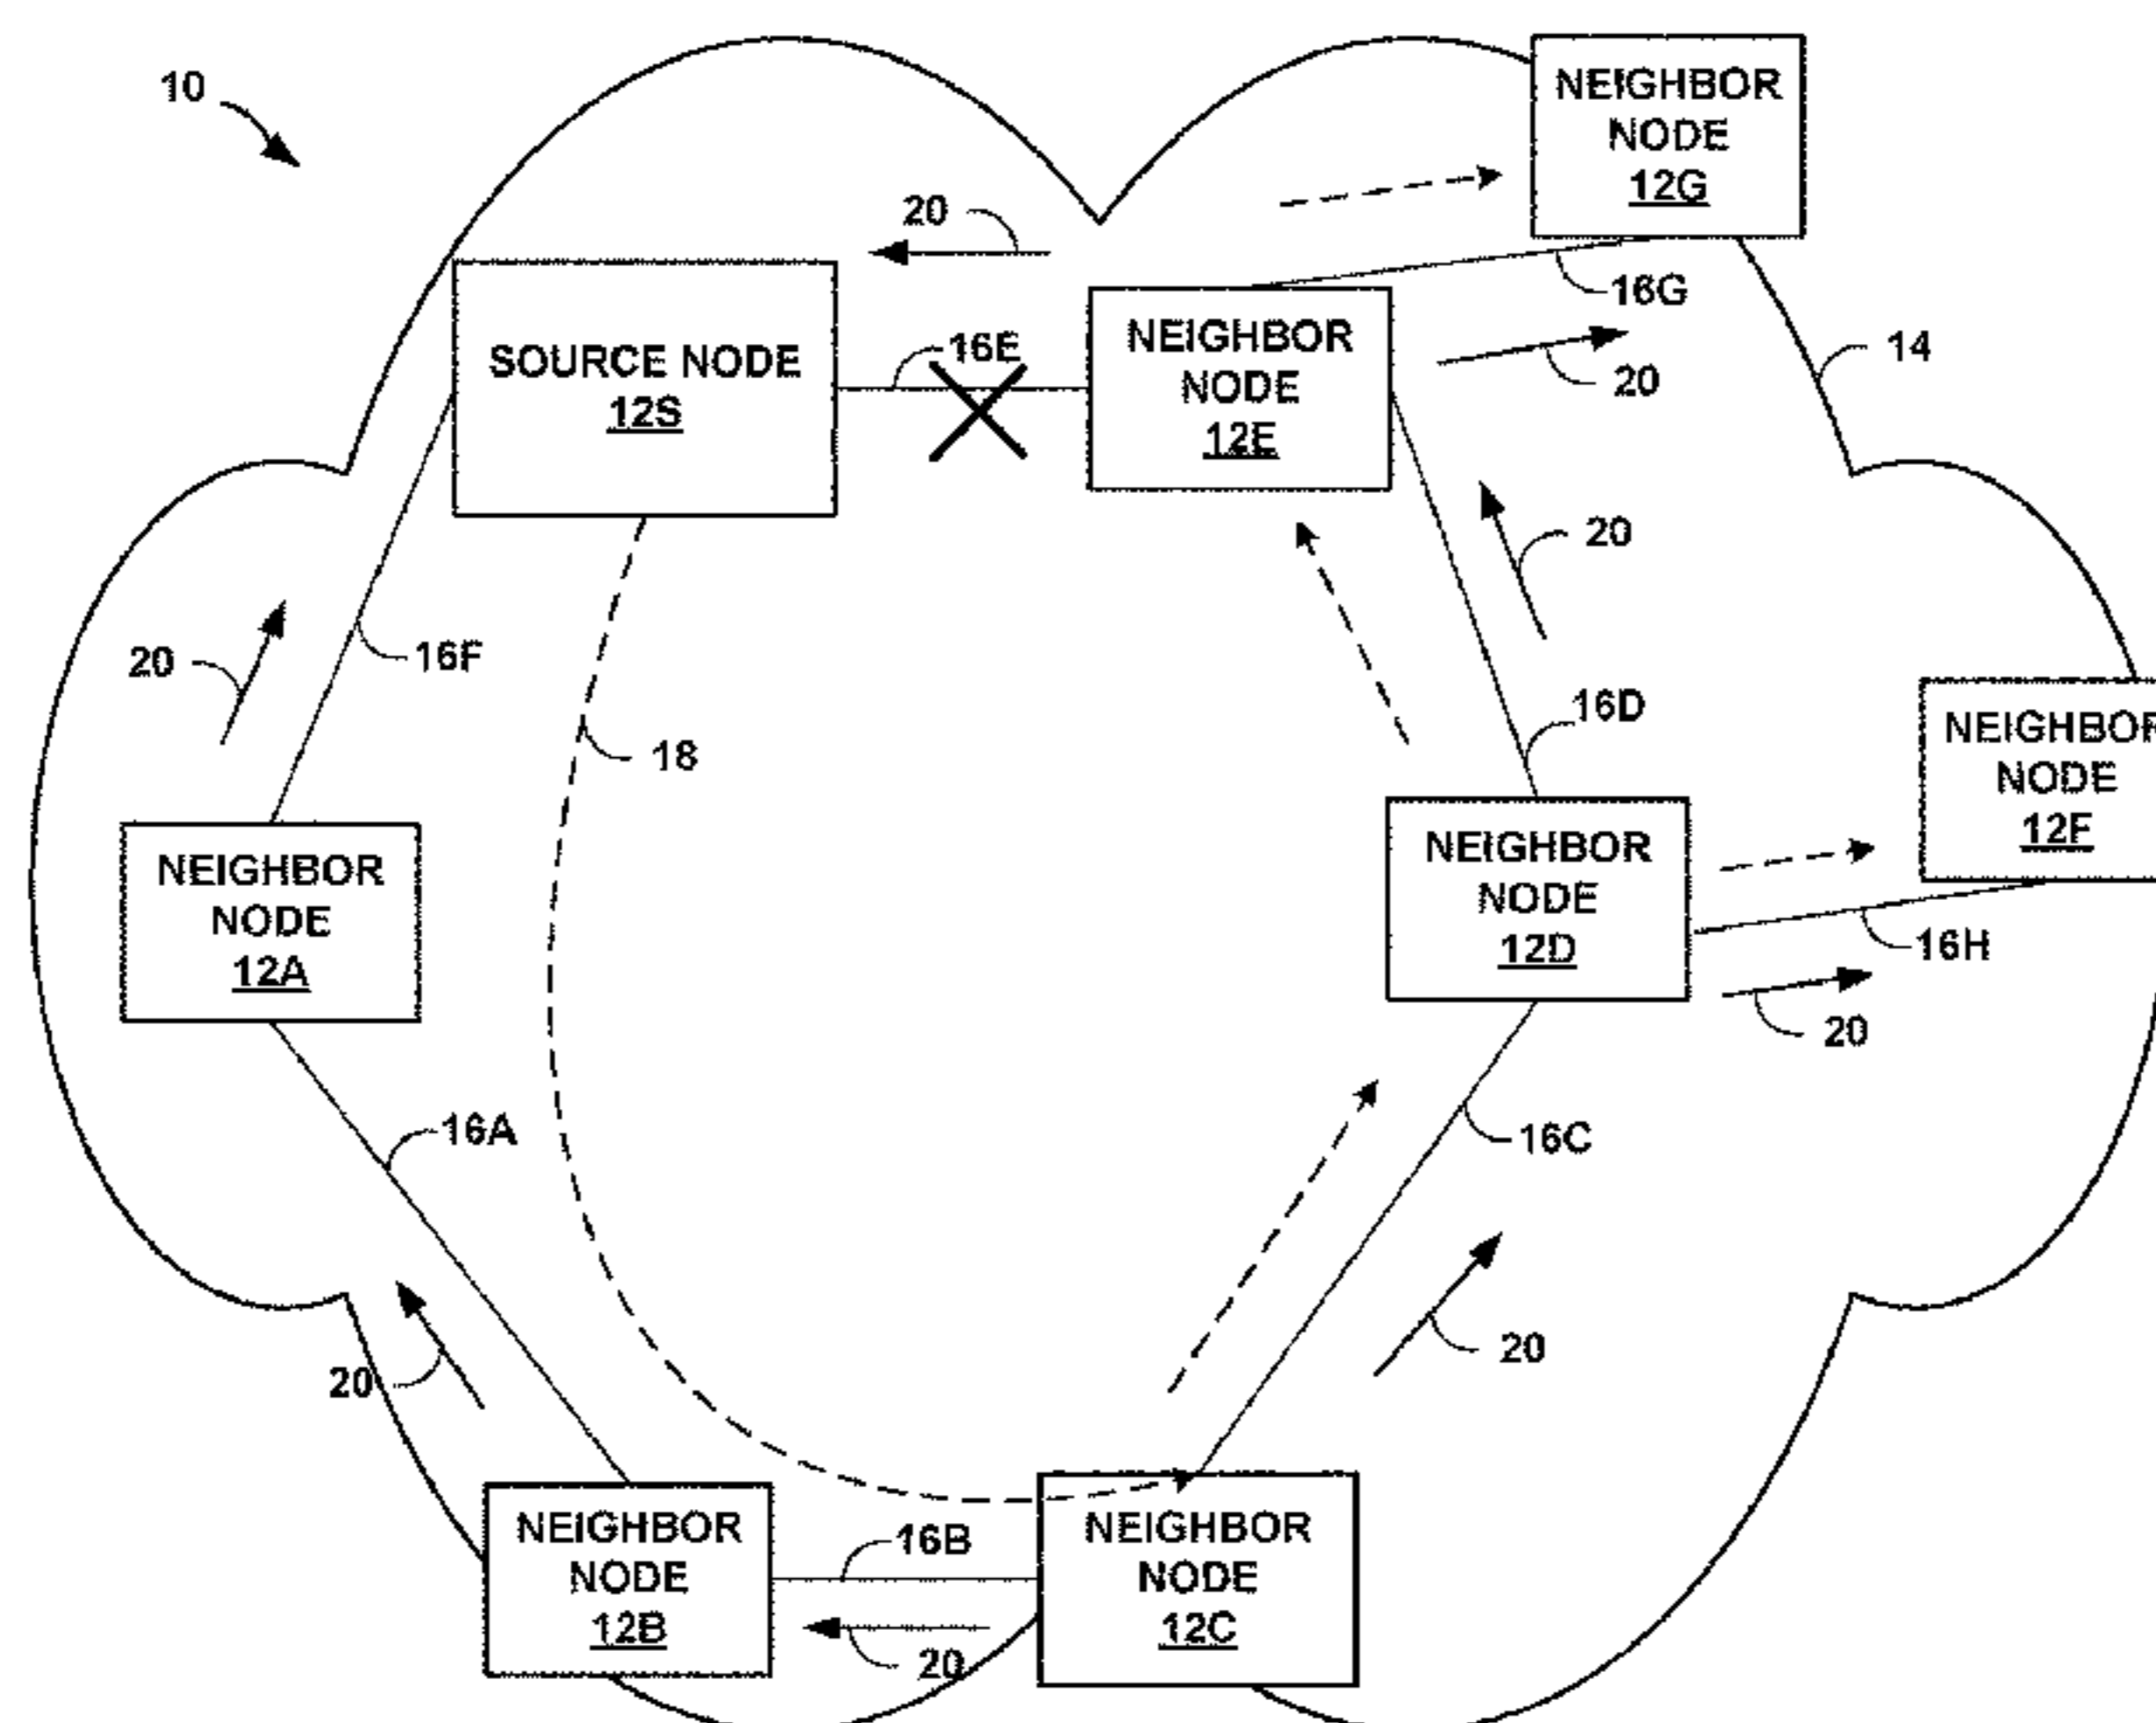 10
NEIGHBOR
NODE
12G
20
16G
SOURCE NODE
12S
16E
NEIGHBOR
NODE
12E
14
20
20
20
16F
16D
18
NEIGHBOR
NODE
12F
NEIGHBOR
NODE
12A
NEIGHBOR
NODE
12D
16H
20
16A
16C
20
20
NEIGHBOR
NODE
12B
16B
20
NEIGHBOR
NODE
12C